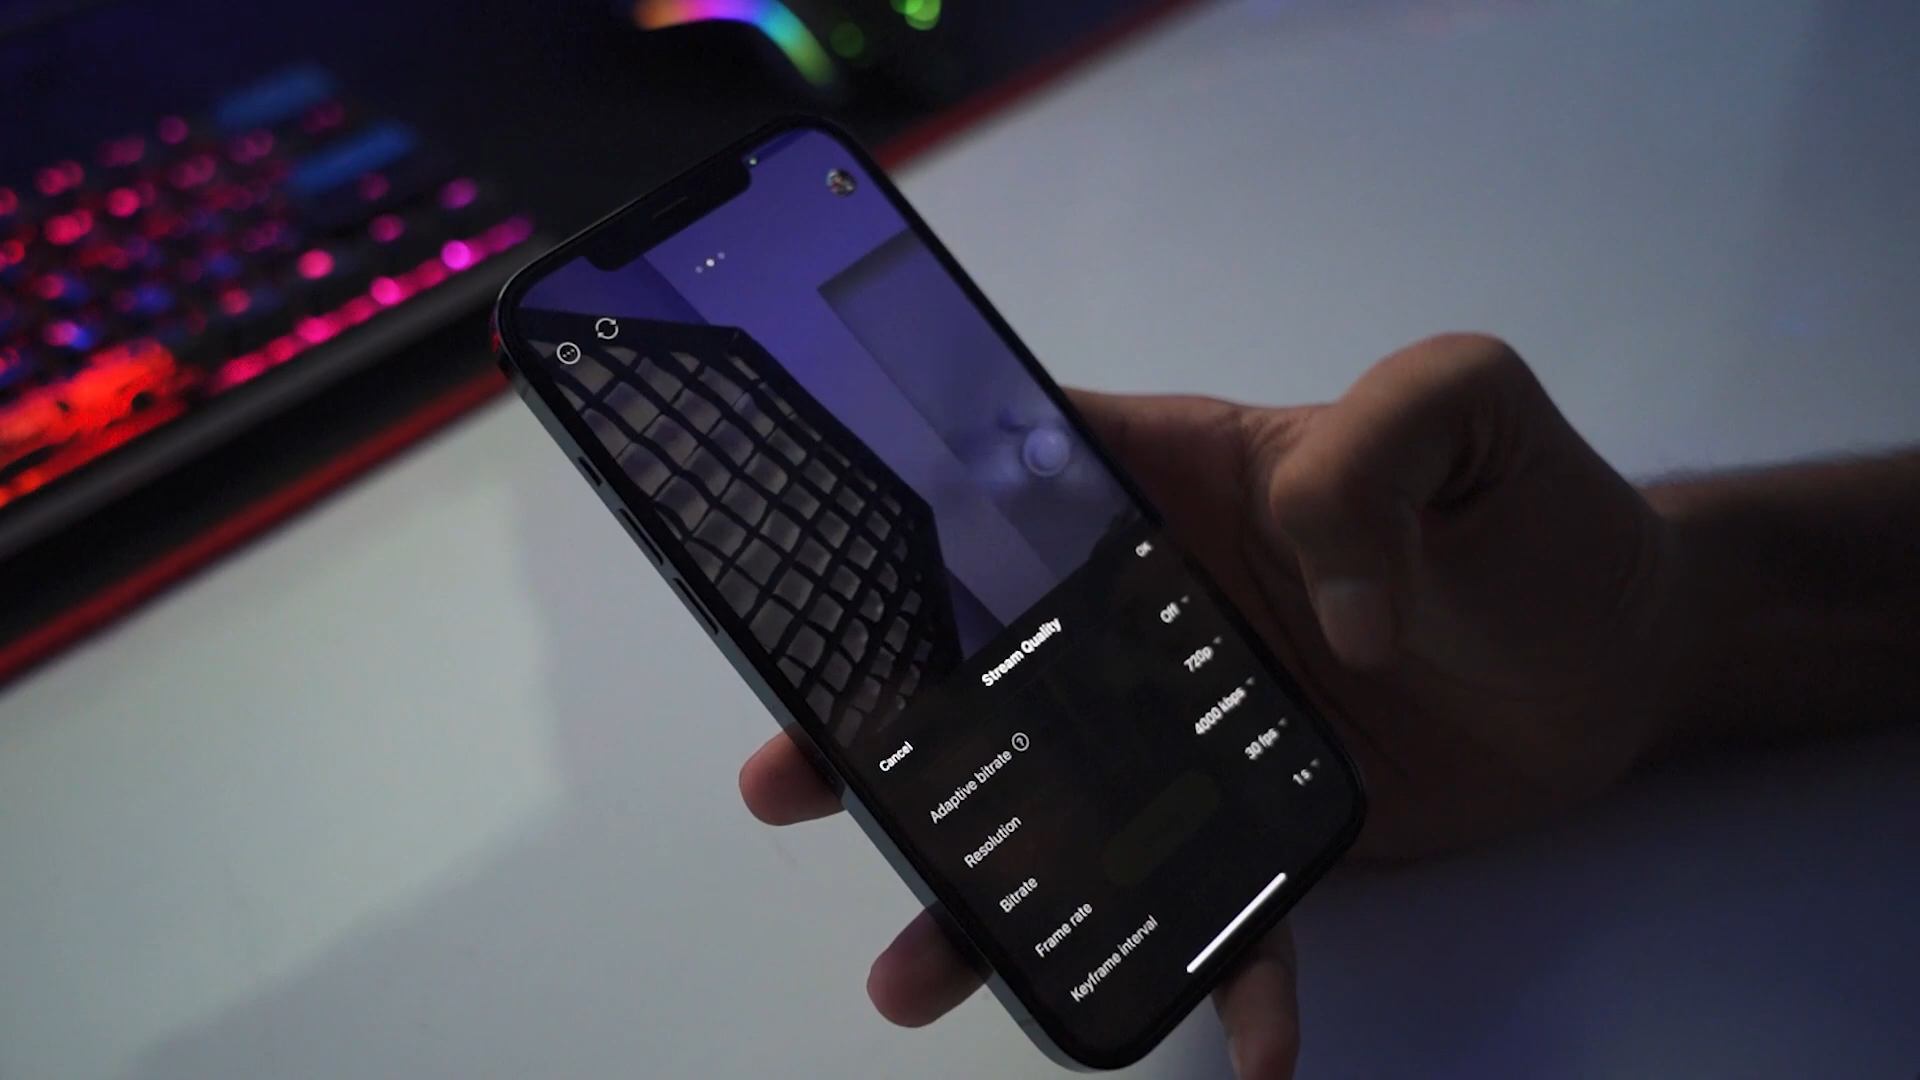 Cancel Stream Quality OK
Adaptive bitrate ? Off
Resolution 720p
Bitrate 4000 kbps
Frame rate 30 fps
Keyframe interval 1 s